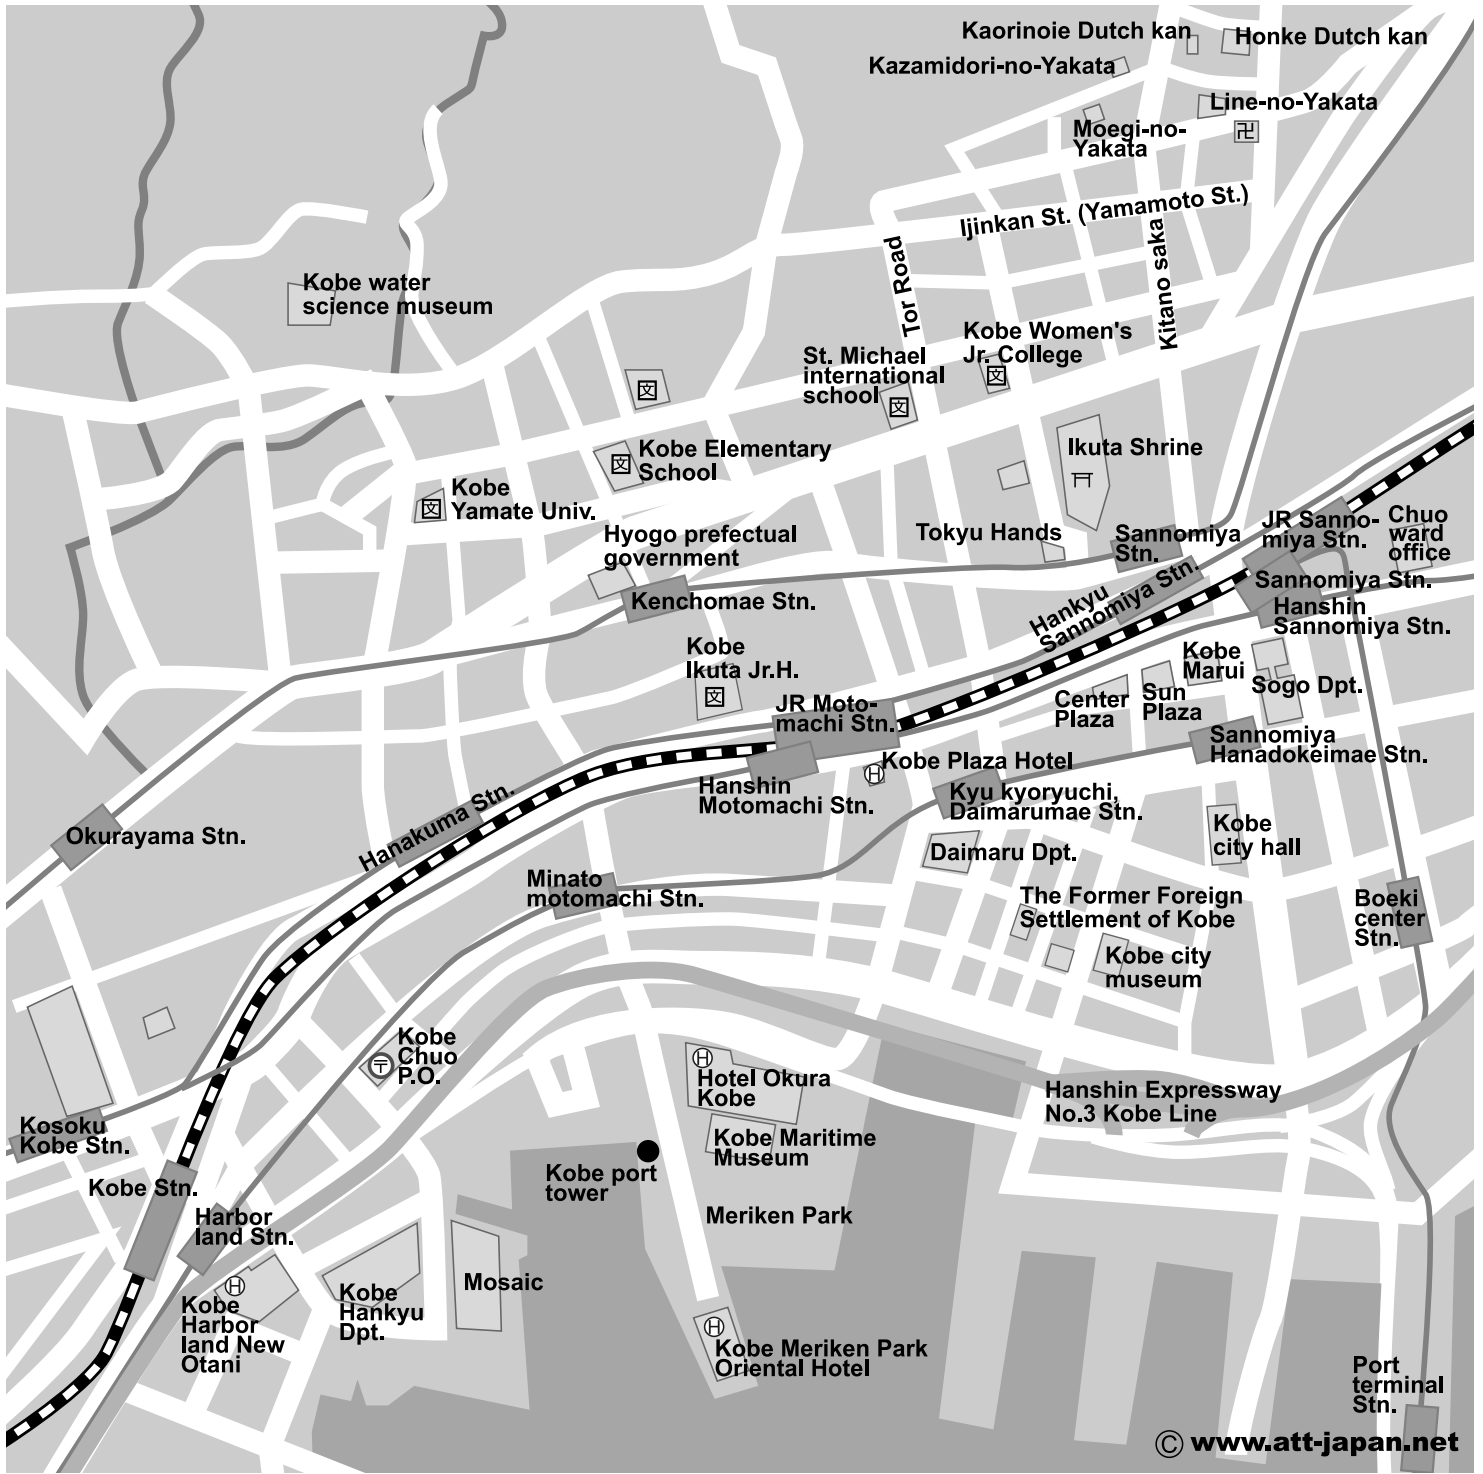 Kaorinoie Dutch kan
Honke Dutch kan
Kazamidori-no-Yakata
Line-no-Yakata
Moegi-no-
Yakata
卍
Ijinkan St. (Yamamoto St.)
Tor Road
Kitano saka
Kobe water
science museum
Kobe Women's
Jr. College
文
St. Michael
international
school
文
文
Kobe Elementary
School
文
Ikuta Shrine
Kobe
Yamate Univ.
文
Hyogo prefectual
government
Tokyu Hands
Sannomiya
Stn.
JR Sanno-
miya Stn.
Chuo
ward
office
Kenchomae Stn.
Hankyu
Sannomiya Stn.
Sannomiya Stn.
Hanshin
Sannomiya Stn.
Kobe
Ikuta Jr.H.
文
Kobe
Marui
Sogo Dpt.
Center
Plaza
Sun
Plaza
JR Moto-
machi Stn.
Sannomiya
Hanadokeimae Stn.
Kobe Plaza Hotel
H
Hanshin
Motomachi Stn.
Kyu kyoryuchi,
Daimarumae Stn.
Okurayama Stn.
Hanakuma Stn.
Kobe
city hall
Daimaru Dpt.
Minato
motomachi Stn.
The Former Foreign
Settlement of Kobe
Boeki
center
Stn.
Kobe city
museum
Kobe
Chuo
P.O.
〒
H
Hotel Okura
Kobe
Hanshin Expressway
No.3 Kobe Line
Kosoku
Kobe Stn.
Kobe Maritime
Museum
Kobe port
tower
Kobe Stn.
Harbor
land Stn.
Meriken Park
H
Kobe
Harbor
land New
Otani
Kobe
Hankyu
Dpt.
Mosaic
H
Kobe Meriken Park
Oriental Hotel
Port
terminal
Stn.
© www.att-japan.net